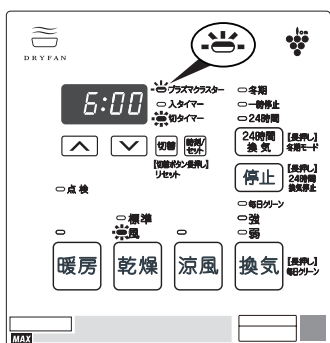 DRYFAN
プラズマクラスター
6:00
入タイマー
切タイマー
冬期
一時停止
24時間
切替
時刻/セット
【切替ボタン長押し】
リセット
24時間
換気
【長押し】
冬期モード
停止
【長押し】
24時間
換気停止
点検
毎日クリーン
標準
風
強
弱
暖房
乾燥
涼風
換気
【長押し】
毎日クリーン
MAX